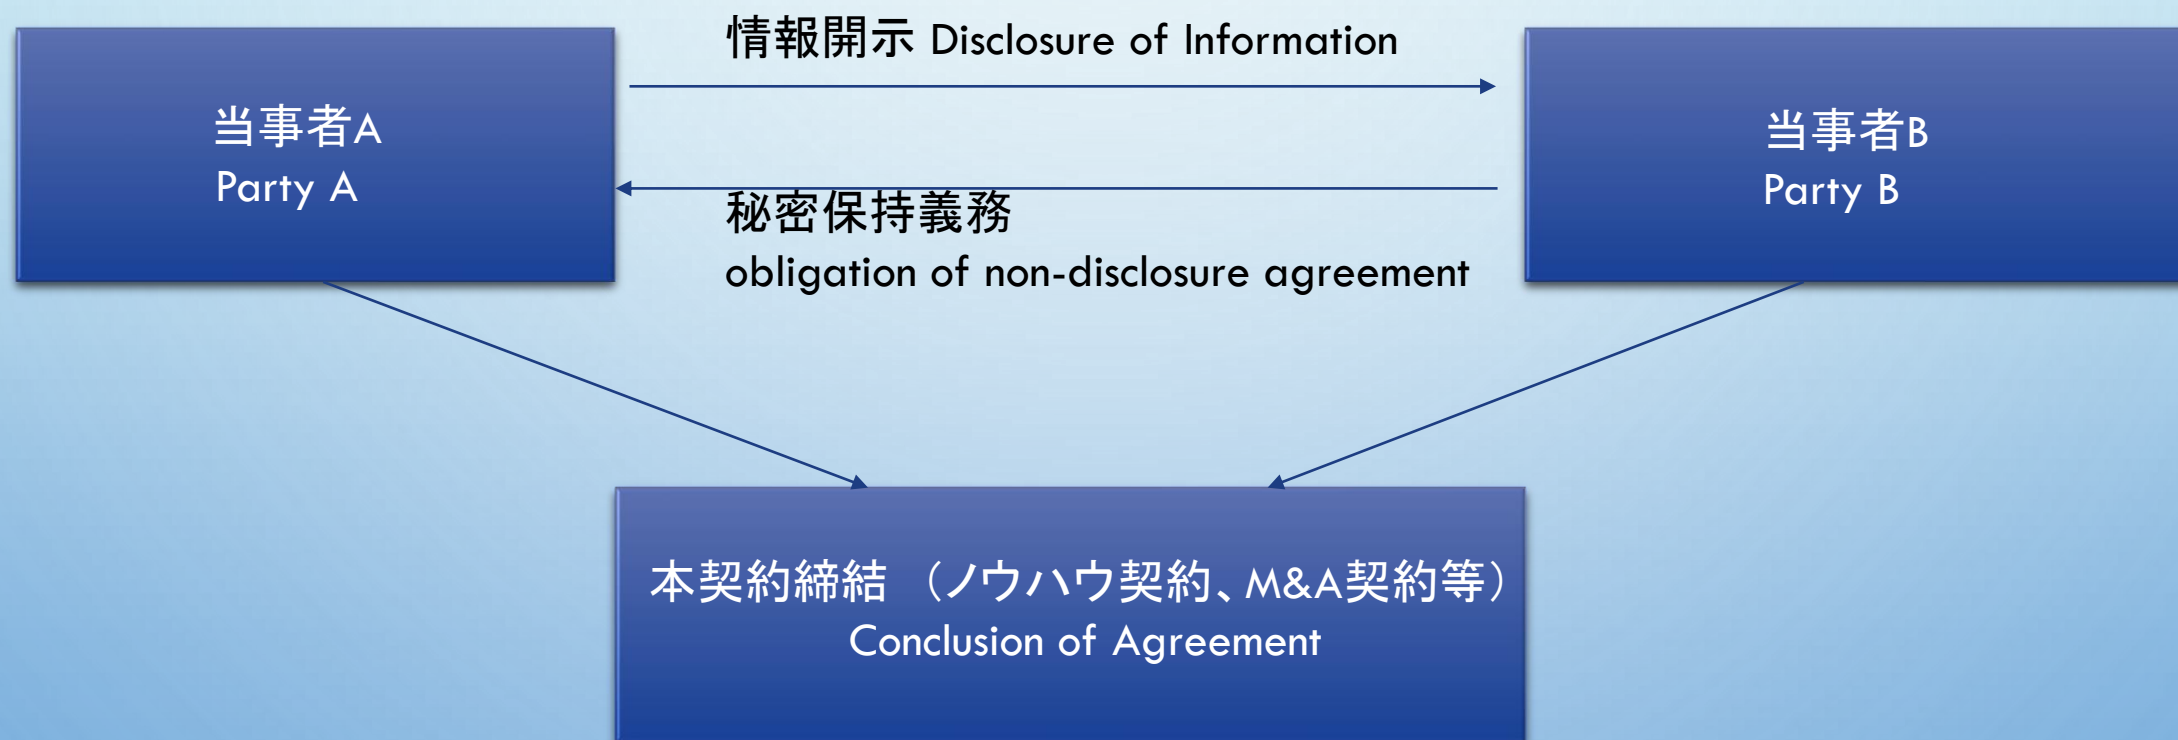 情報開示 Disclosure of Information
当事者A
Party A
当事者B
Party B
秘密保持義務
obligation of non-disclosure agreement
本契約締結 （ノウハウ契約、M&A契約等）
Conclusion of Agreement